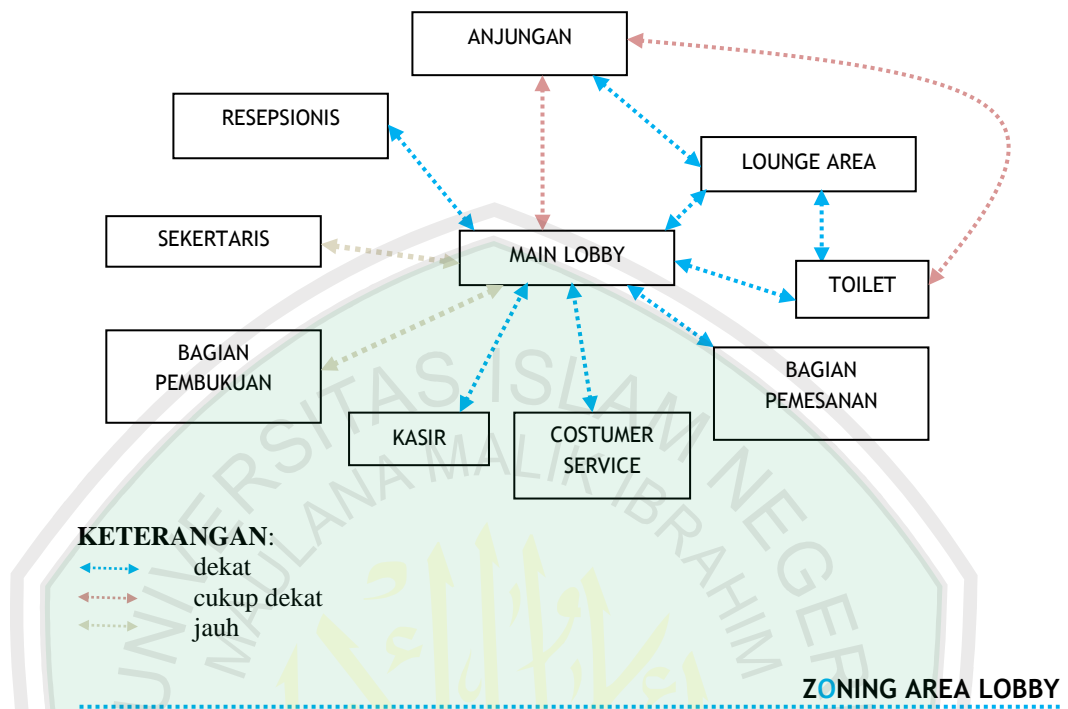 ANJUNGAN
RESEPSIONIS
LOUNGE AREA
SEKERTARIS
MAIN LOBBY
TOILET
BAGIAN
PEMBUKUAN
BAGIAN
PEMESANAN
KASIR
COSTUMER
SERVICE
KETERANGAN:
dekat
cukup dekat
jauh
UNIVERSITAS ISLAM NEGERI
MAULANA MALIK IBRAHIM
ZONING AREA LOBBY